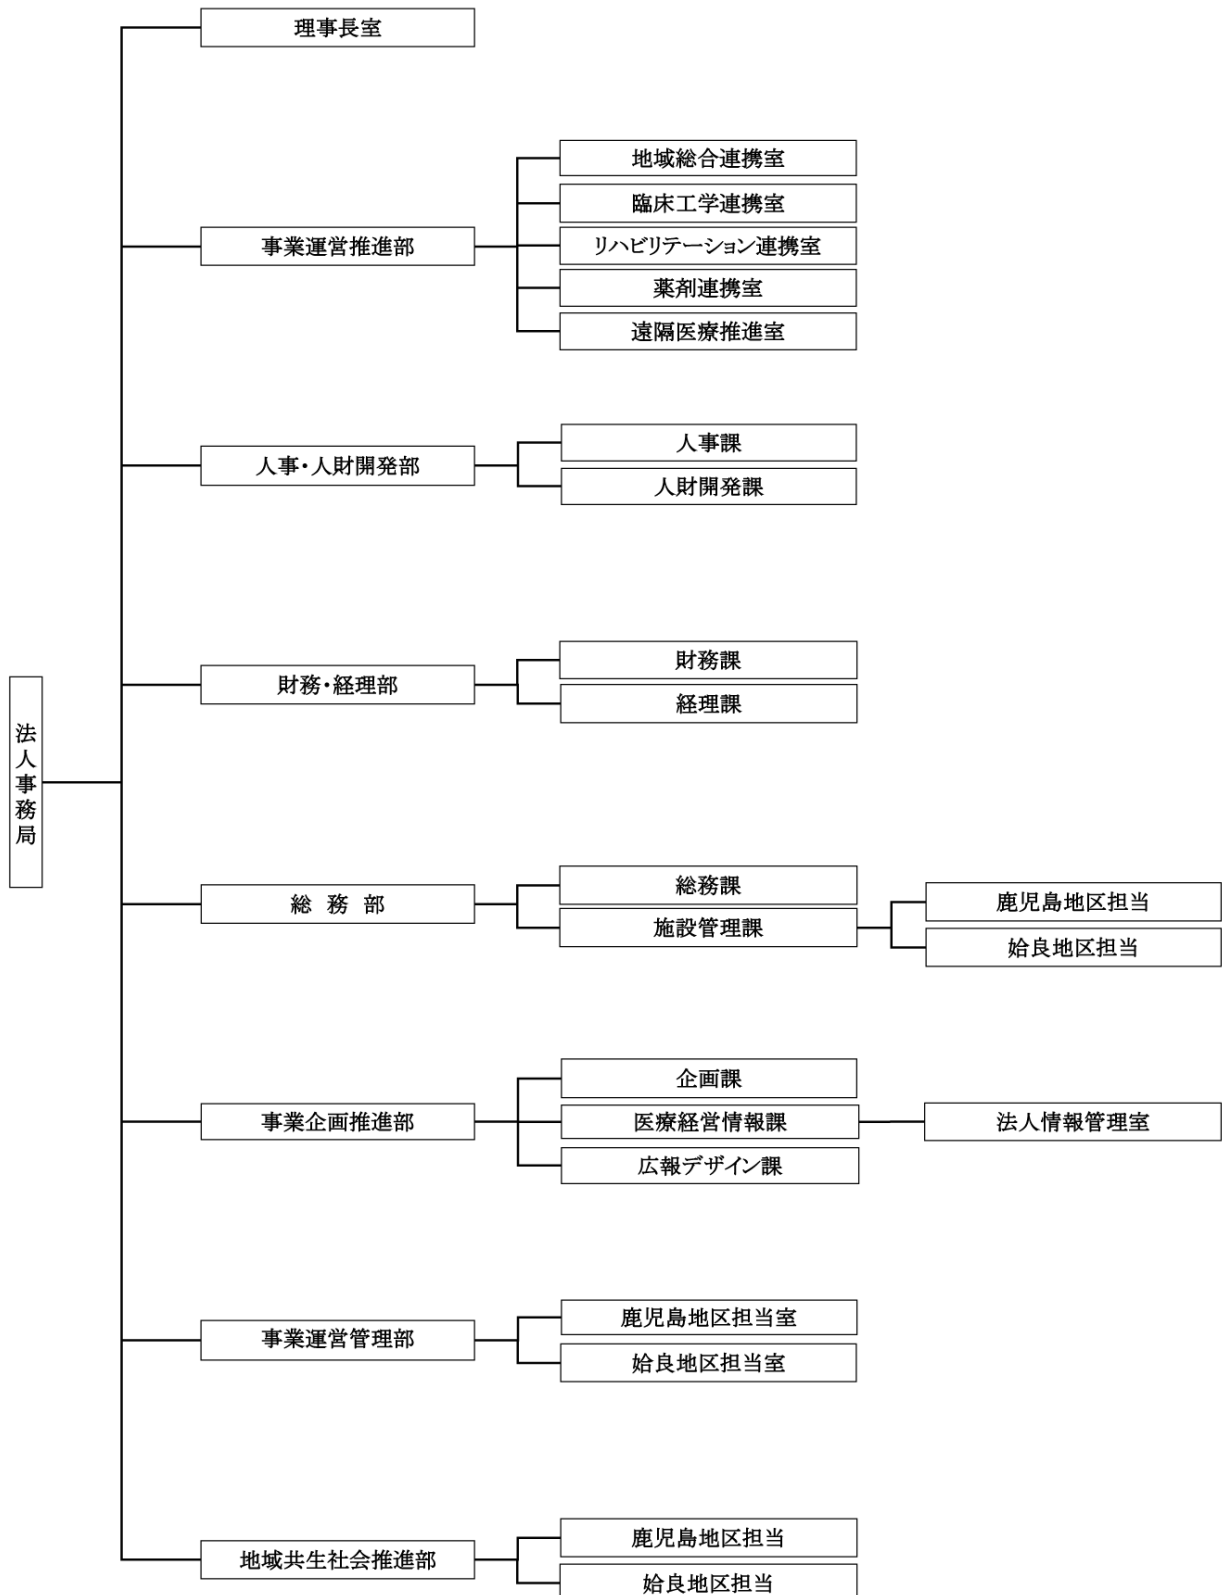 理事長室
地域総合連携室
臨床工学連携室
事業運営推進部
リハビリテーション連携室
薬剤連携室
遠隔医療推進室
人事・人財開発部
人事課
人財開発課
財務・経理部
財務課
経理課
法人事務局
総務部
総務課
施設管理課
鹿児島地区担当
姶良地区担当
事業企画推進部
企画課
医療経営情報課
法人情報管理室
広報デザイン課
事業運営管理部
鹿児島地区担当室
姶良地区担当室
地域共生社会推進部
鹿児島地区担当
姶良地区担当